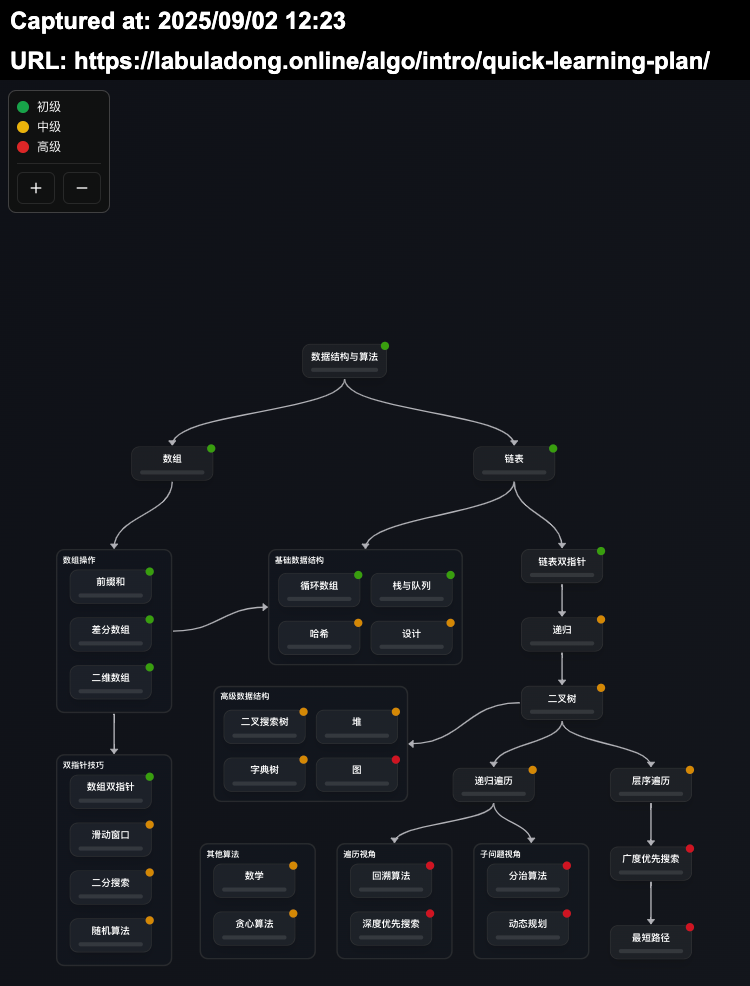 Captured at: 2025/09/02 12:23
URL: https://labuladong.online/algo/intro/quick-learning-plan/
初级
中级
高级
+
−
数据结构与算法
数组
链表
数组操作
前缀和
差分数组
二维数组
基础数据结构
循环数组
栈与队列
哈希
设计
链表双指针
递归
二叉树
高级数据结构
二叉搜索树
堆
字典树
图
双指针技巧
数组双指针
滑动窗口
二分搜索
随机算法
递归遍历
层序遍历
其他算法
数学
贪心算法
遍历视角
回溯算法
深度优先搜索
子问题视角
分治算法
动态规划
广度优先搜索
最短路径